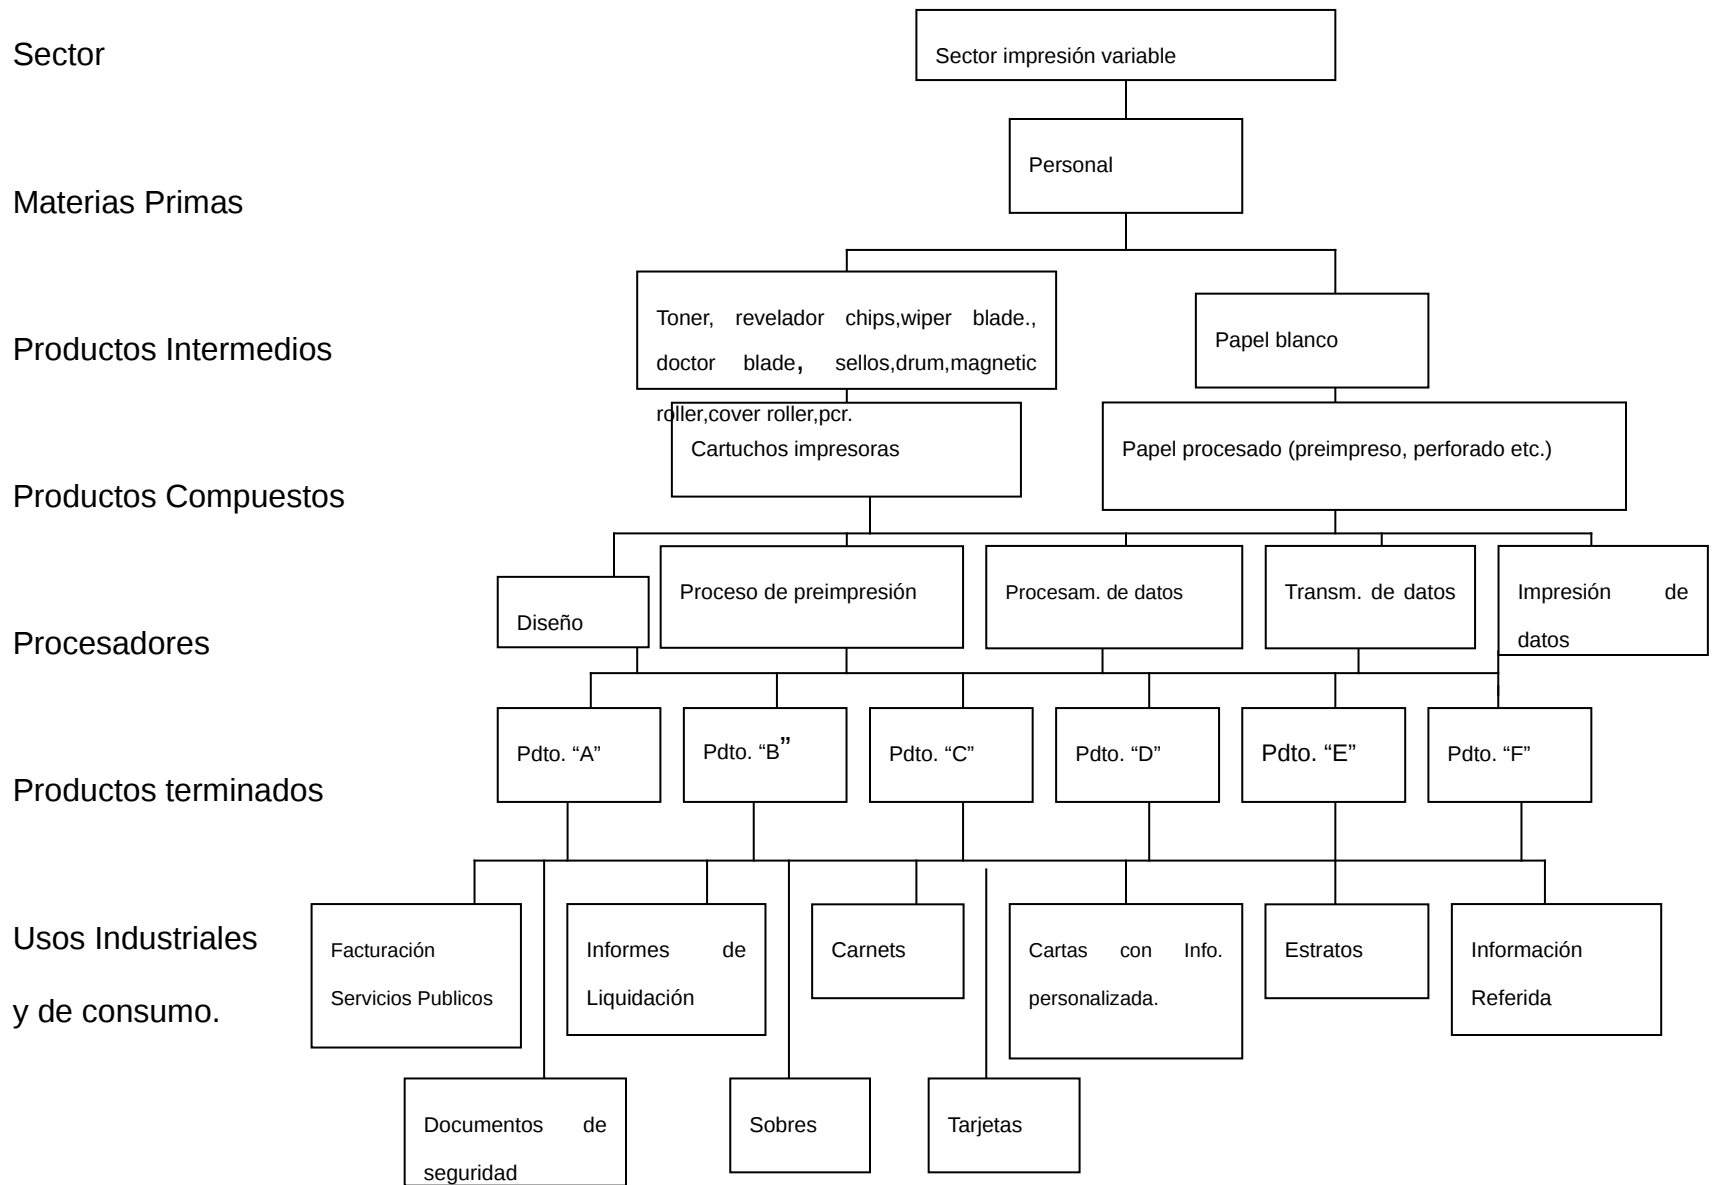 Sector
Sector impresión variable
Personal
Materias Primas
Toner, revelador chips,wiper blade.,
doctor blade, sellos,drum,magnetic
roller,cover roller,pcr.
Papel blanco
Productos Intermedios
Cartuchos impresoras
Papel procesado (preimpreso, perforado etc.)
Productos Compuestos
Diseño
Proceso de preimpresión
Procesam. de datos
Transm. de datos
Impresión de
datos
Procesadores
Pdto. “A”
Pdto. “B”
Pdto. “C”
Pdto. “D”
Pdto. “E”
Pdto. “F”
Productos terminados
Usos Industriales
y de consumo.
Facturación
Servicios Publicos
Informes de
Liquidación
Carnets
Cartas con Info.
personalizada.
Estratos
Información
Referida
Documentos de
seguridad
Sobres
Tarjetas